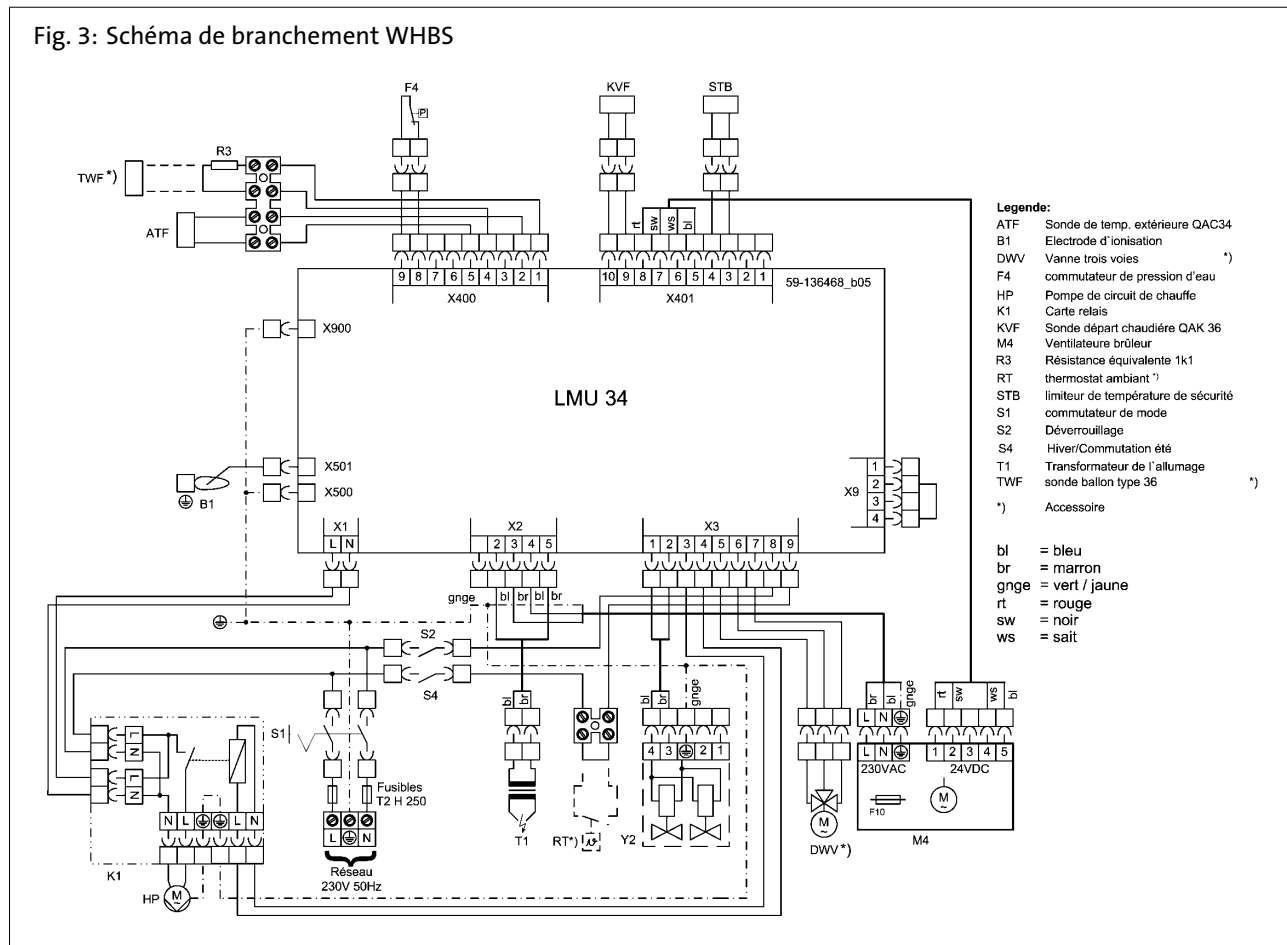 Fig. 3: Schéma de branchement WHBS
F4
KVF
STB
P
R3
TWF *)
ATF
rt
sw
ws
bl
9 8 7 6 5 4 3 2 1
X400
10 9 8 7 6 5 4 3 2 1
X401
59-136468_b05
X900
LMU 34
X501
X500
B1
X9
1
2
3
4
X1
L N
X2
2 3 4 5
X3
1 2 3 4 5 6 7 8 9
gnge
bl br bl br
S2
S4
S1
Fusibles
T2 H 250
L N
Réseau
230V 50Hz
L
N
L
N
N L L N
K1
HP
M
~
bl br
T1
RT*)
bl br gnge
4 3 2 1
Y2
M
~
DWV *)
br bl gnge
L N
L N
230VAC
rt sw ws bl
1 2 3 4 5
24VDC
F10
M
~
M4
Legende:
ATF Sonde de temp. extérieure QAC34
B1 Electrode d`ionisation
DWV Vanne trois voies *)
F4 commutateur de pression d'eau
HP Pompe de circuit de chauffe
K1 Carte relais
KVF Sonde départ chaudiére QAK 36
M4 Ventilateure brûleur
R3 Résistance équivalente 1k1
RT thermostat ambiant *)
STB limiteur de température de sécurité
S1 commutateur de mode
S2 Déverrouillage
S4 Hiver/Commutation été
T1 Transformateur de l`allumage
TWF sonde ballon type 36 *)
*) Accessoire
bl = bleu
br = marron
gnge = vert / jaune
rt = rouge
sw = noir
ws = sait